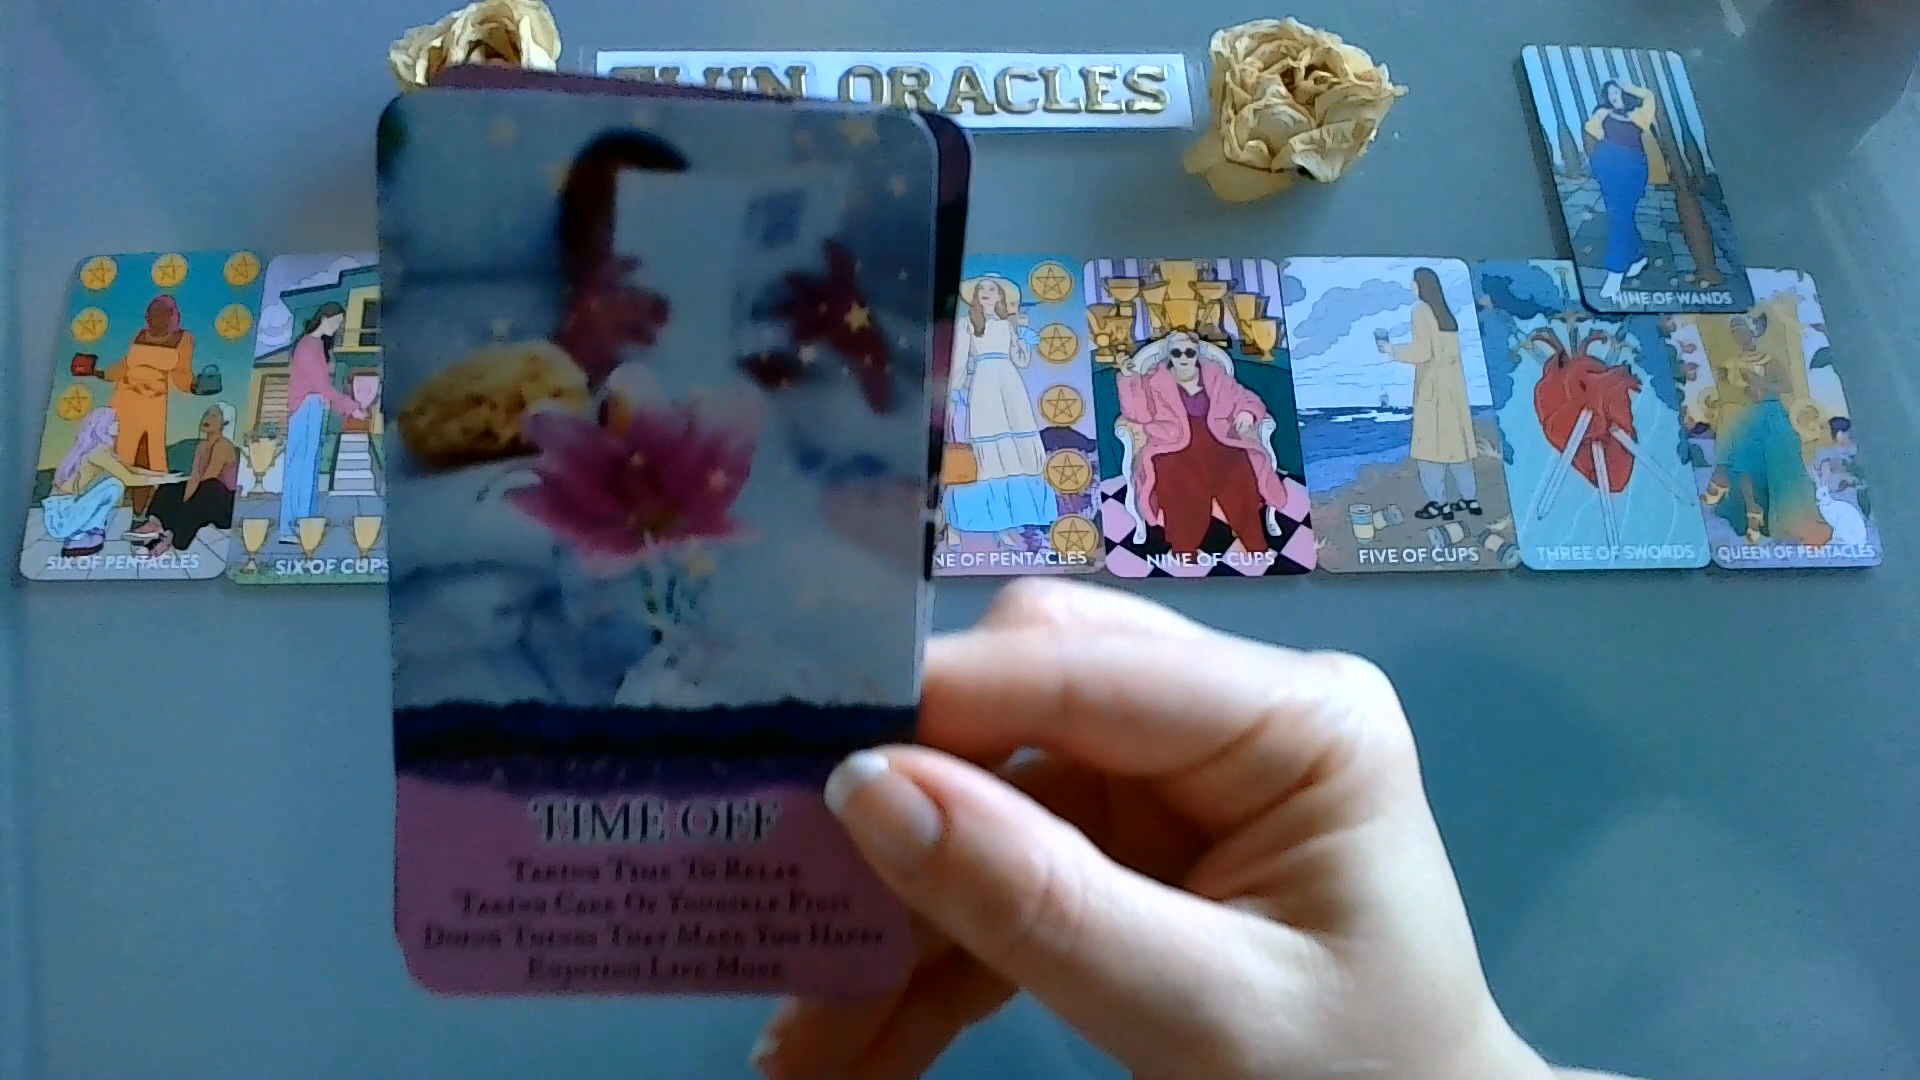 TWIN ORACLES
NINE OF WANDS
SIX OF PENTACLES
SIX OF CUPS
NE OF PENTACLES
NINE OF CUPS
FIVE OF CUPS
THREE OF SWORDS
QUEEN OF PENTACLES
TIME OFF
TAKING TIME TO RELAX
TAKING CARE OF YOURSELF FIRST
DOING THINGS THAT MAKE YOU HAPPY
ENJOYING LIFE MORE